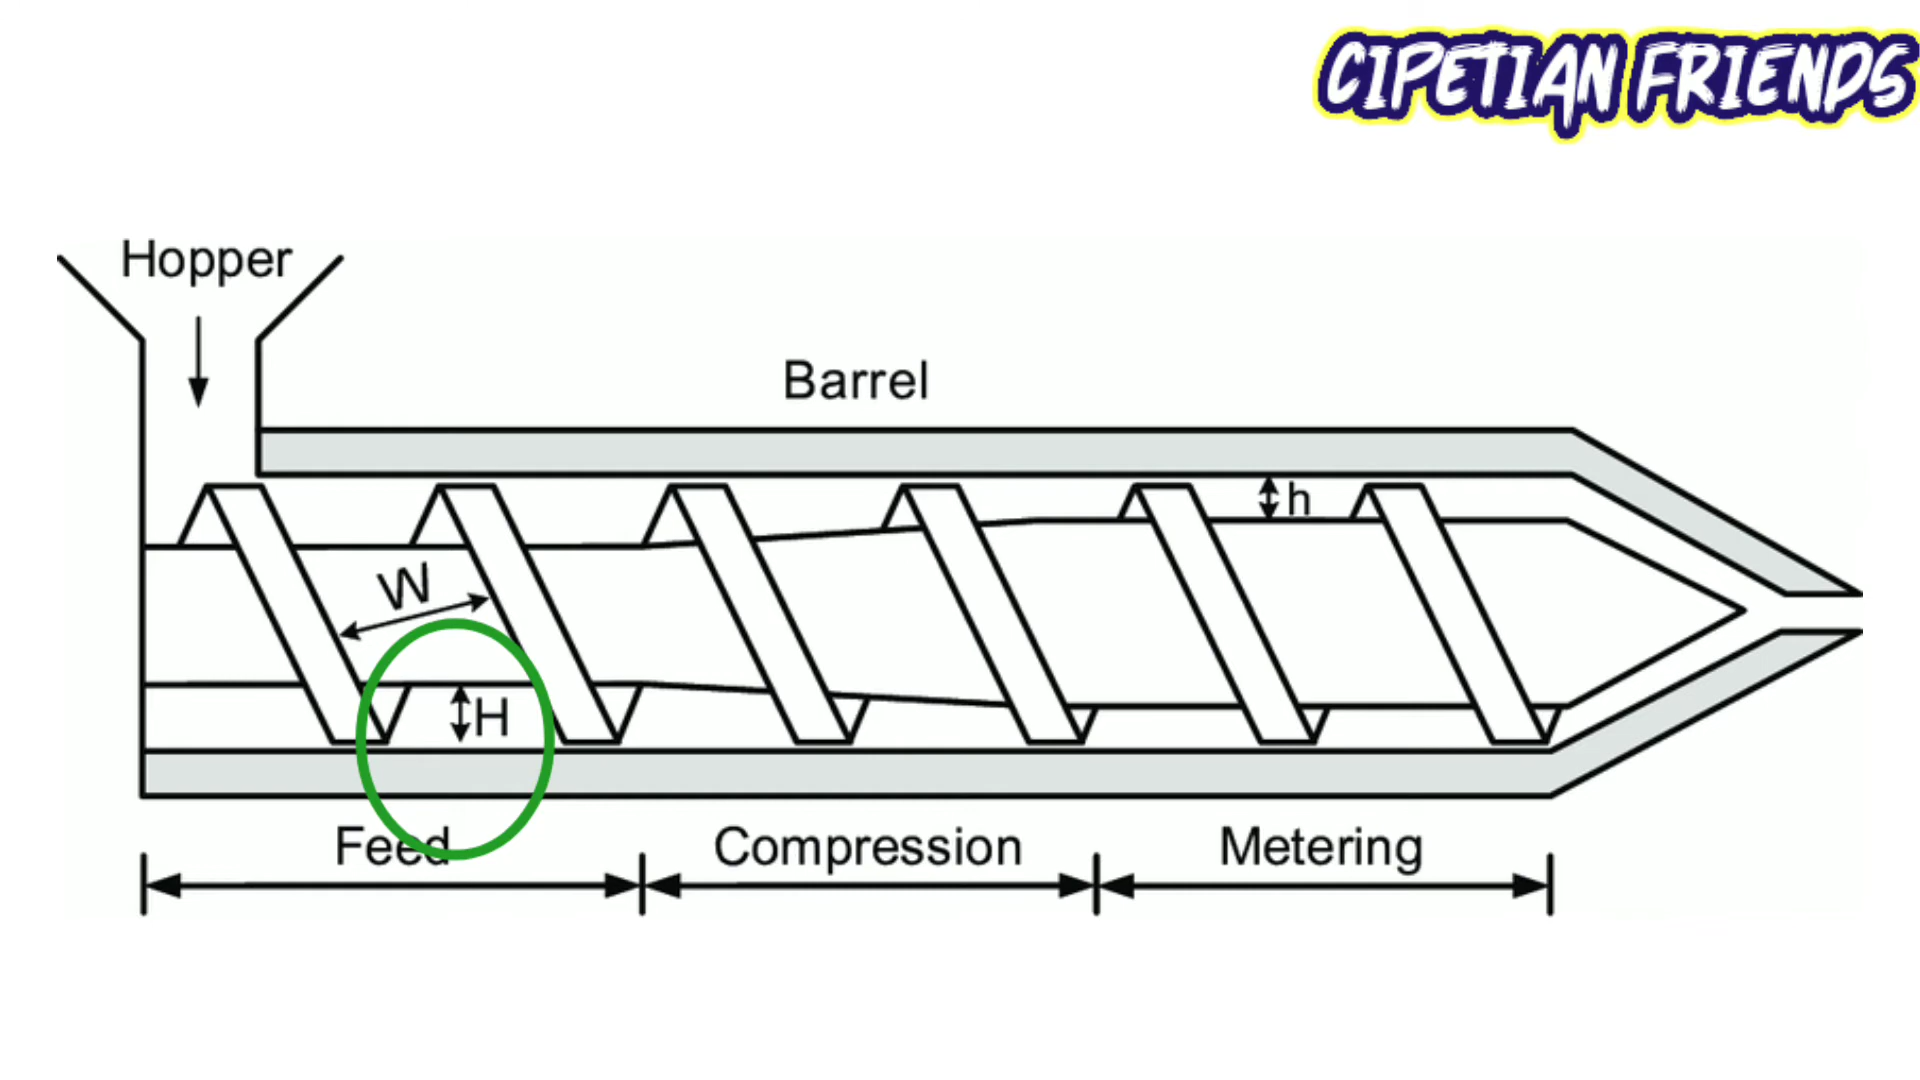 CIPETIAN FRIENDS
Hopper
Barrel
h
W
H
Feed
Compression
Metering